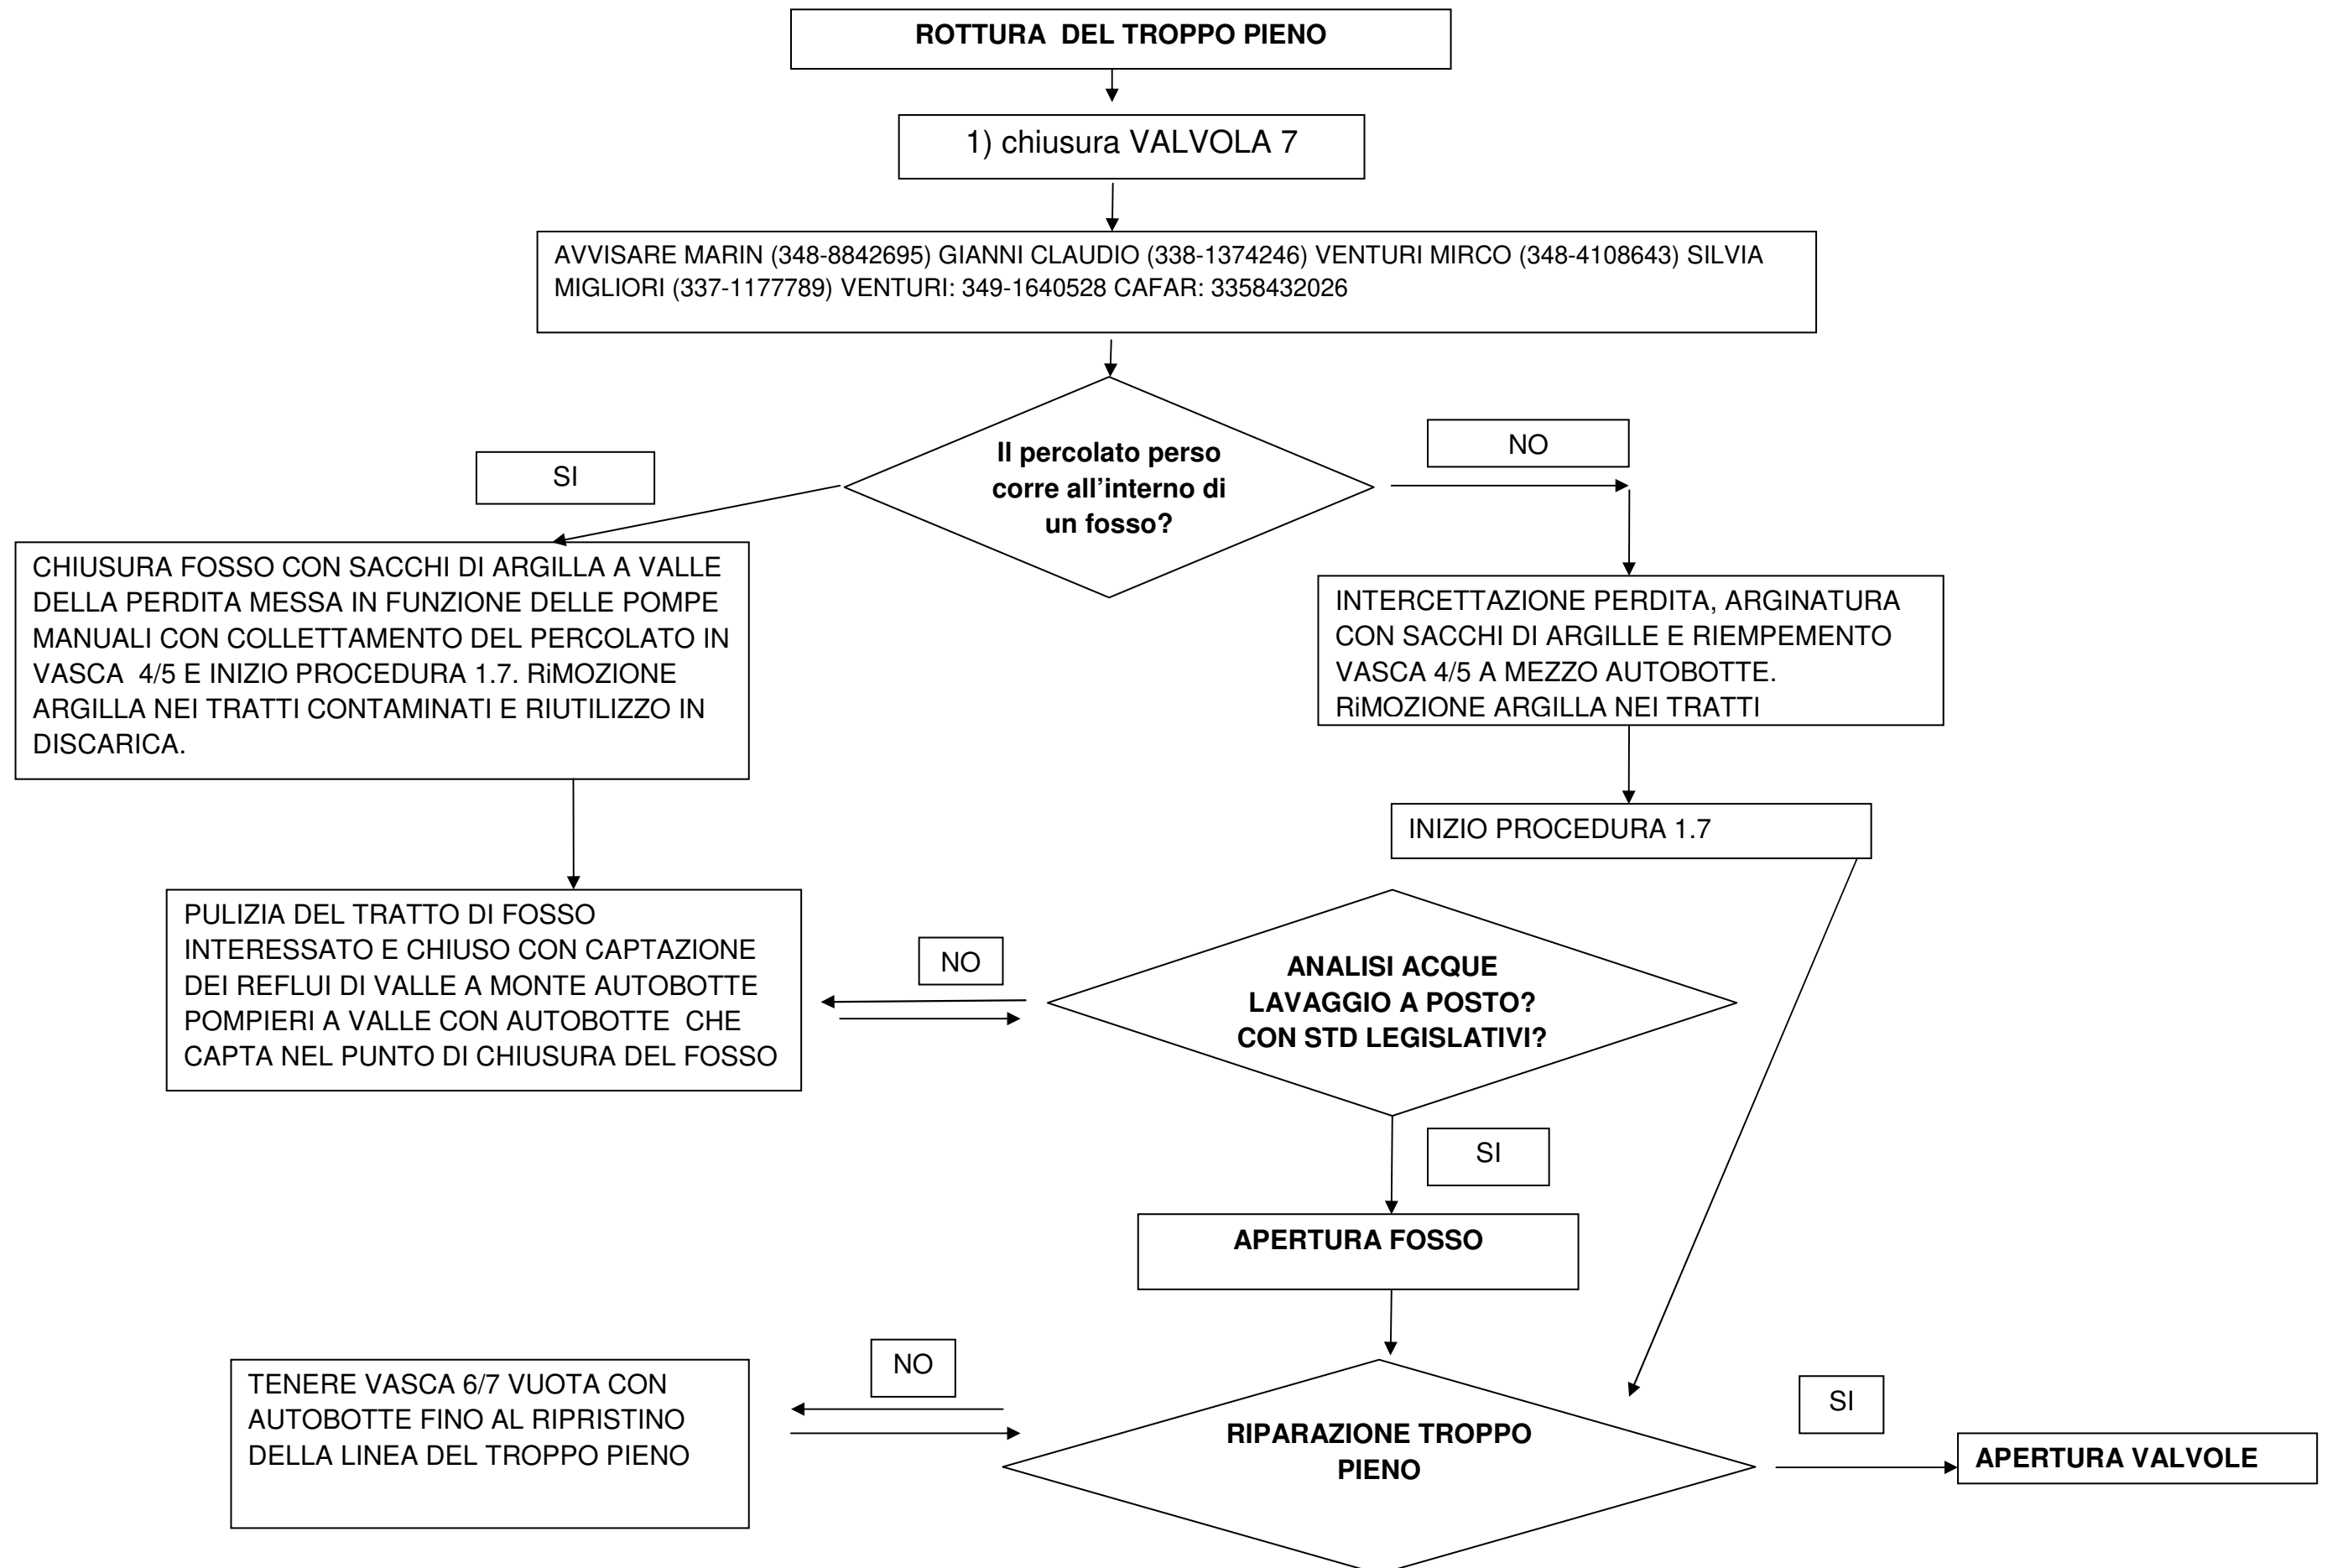 ROTTURA  DEL TROPPO PIENO
1) chiusura VALVOLA 7
AVVISARE MARIN (348-8842695) GIANNI CLAUDIO (338-1374246) VENTURI MIRCO (348-4108643) SILVIA
MIGLIORI (337-1177789) VENTURI: 349-1640528 CAFAR: 3358432026
Il percolato perso
corre all'interno di
un fosso?
SI
NO
CHIUSURA FOSSO CON SACCHI DI ARGILLA A VALLE
DELLA PERDITA MESSA IN FUNZIONE DELLE POMPE
MANUALI CON COLLETTAMENTO DEL PERCOLATO IN
VASCA  4/5 E INIZIO PROCEDURA 1.7. RiMOZIONE
ARGILLA NEI TRATTI CONTAMINATI E RIUTILIZZO IN
DISCARICA.
INTERCETTAZIONE PERDITA, ARGINATURA
CON SACCHI DI ARGILLE E RIEMPEMENTO
VASCA 4/5 A MEZZO AUTOBOTTE.
RiMOZIONE ARGILLA NEI TRATTI
INIZIO PROCEDURA 1.7
PULIZIA DEL TRATTO DI FOSSO
INTERESSATO E CHIUSO CON CAPTAZIONE
DEI REFLUI DI VALLE A MONTE AUTOBOTTE
POMPIERI A VALLE CON AUTOBOTTE  CHE
CAPTA NEL PUNTO DI CHIUSURA DEL FOSSO
NO
ANALISI ACQUE
LAVAGGIO A POSTO?
CON STD LEGISLATIVI?
SI
APERTURA FOSSO
TENERE VASCA 6/7 VUOTA CON
AUTOBOTTE FINO AL RIPRISTINO
DELLA LINEA DEL TROPPO PIENO
NO
RIPARAZIONE TROPPO
PIENO
SI
APERTURA VALVOLE